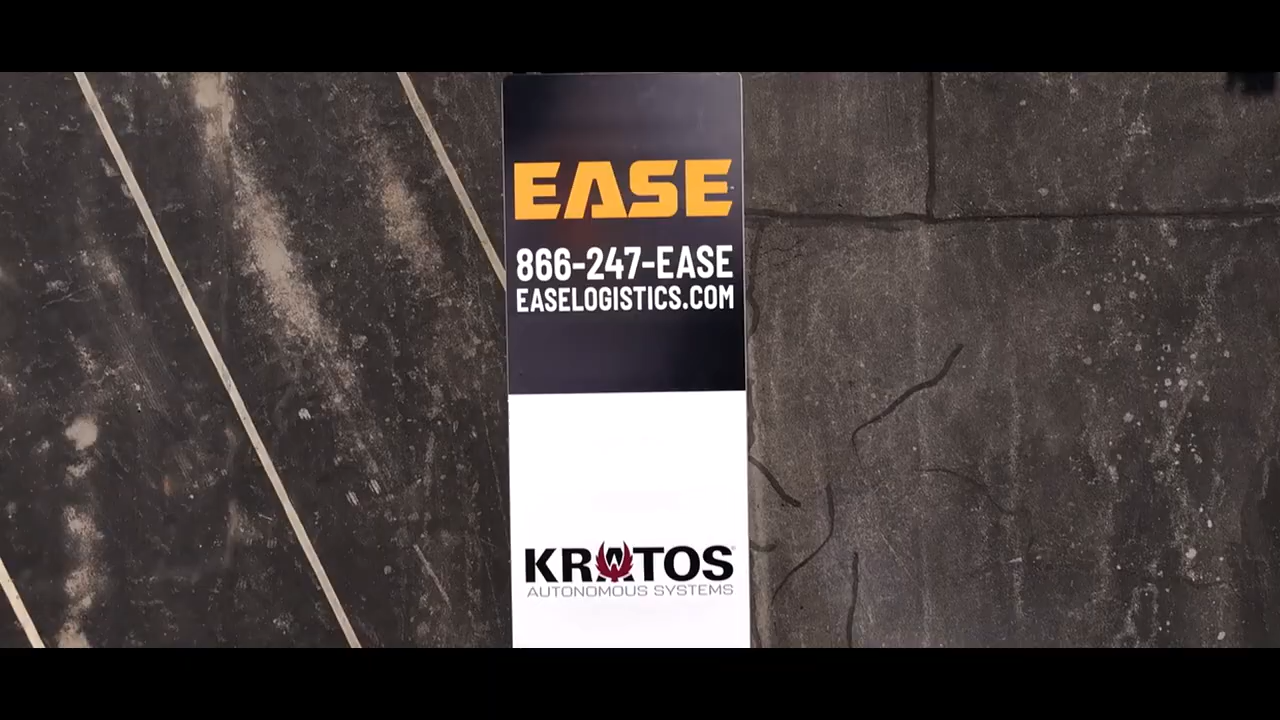 EASE
866-247-EASE
EASELOGISTICS.COM
KRATOS
AUTONOMOUS SYSTEMS